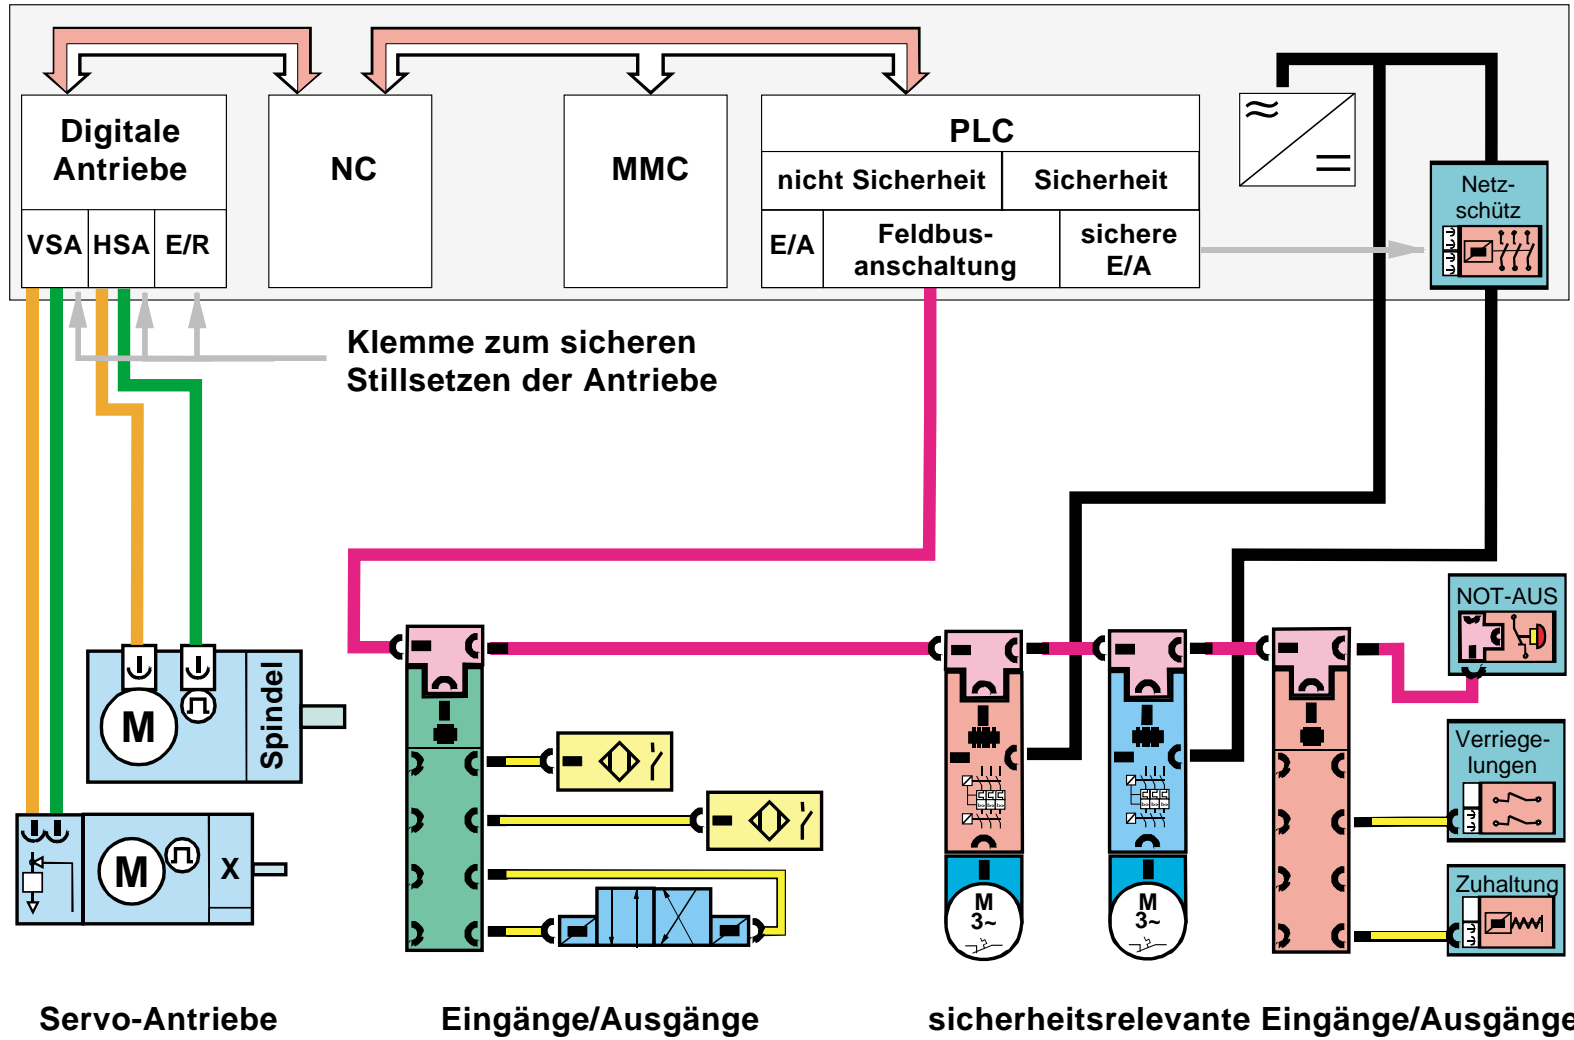 Digitale
Antriebe
NC
MMC
PLC
nicht Sicherheit
Sicherheit
VSA
HSA
E/R
E/A
Feldbus-
anschaltung
sichere
E/A
Netz-
schütz
Klemme zum sicheren
Stillsetzen der Antriebe
NOT-AUS
Spindel
M
Verriege-
lungen
M
X
Zuhaltung
M
3~
M
3~
Servo-Antriebe
Eingänge/Ausgänge
sicherheitsrelevante Eingänge/Ausgänge